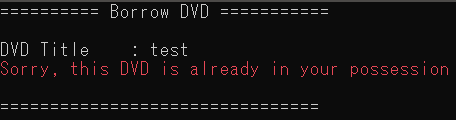 ========== Borrow DVD ===========
DVD Title    : test
Sorry, this DVD is already in your possession
================================